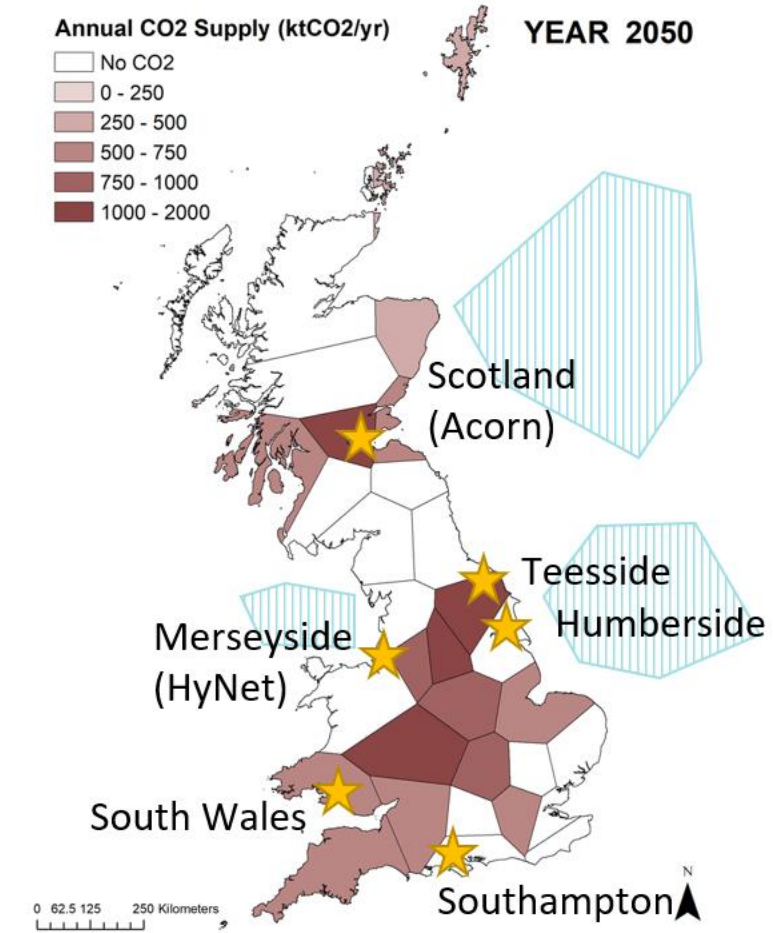 Annual CO2 Supply (ktCO2/yr)
YEAR 2050
No CO2
0 - 250
250 - 500
500 - 750
750 - 1000
1000 - 2000
Scotland
(Acorn)
Teesside
Humberside
Merseyside
(HyNet)
South Wales
Southampton
N
0 62.5 125 250 Kilometers